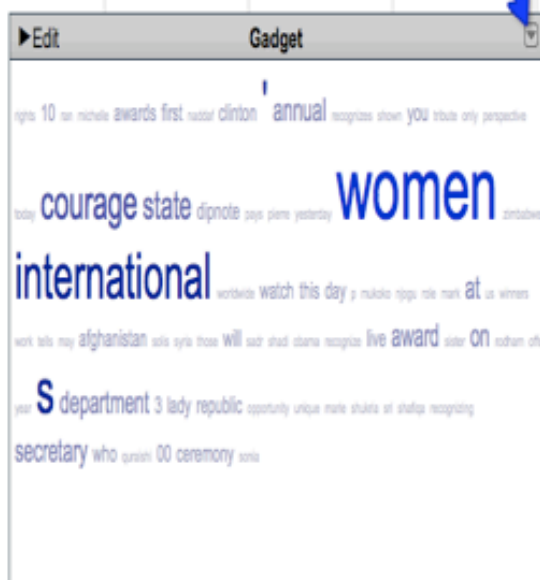 Edit Gadget
rights 10 ran michelle awards first naddaf clinton ' annual recognizes shown you tribute only perspective
today courage state dipnote pays pierre yesterday women zimbabwe
international worldwide watch this day p mukoko njogu role mark at us winners
work tells may afghanistan solis syria those will sadr shadi obama recognize live award sister on rodham
year s department 3 lady republic opportunity unique marie shukria sri shafiqa recognizing
secretary who quraishi 00 ceremony sonia